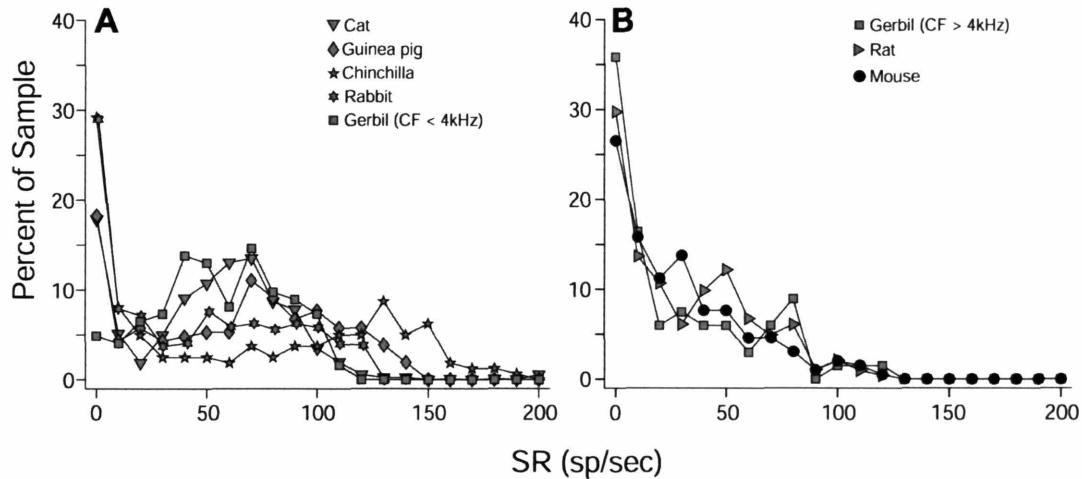 A
40
30
20
10
0
Percent of Sample
Cat
Guinea pig
Chinchilla
Rabbit
Gerbil (CF < 4kHz)
0 50 100 150 200
B
40
30
20
10
0
Gerbil (CF > 4kHz)
Rat
Mouse
0 50 100 150 200
SR (sp/sec)